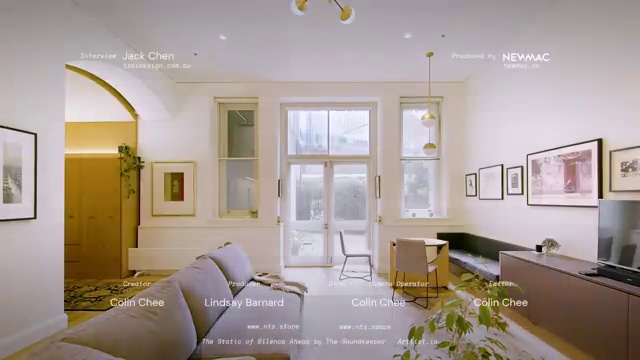 Interview Jack Chen
tsaidesign.com.au
Produced by NEWMAC
newmac.co
Creator
Colin Chee
Producer
Lindsay Barnard
Camera Operator
Colin Chee
Editor
Colin Chee
www.nts.store
www.nts.space
The Static of Silence Ahead by The Soundkeeper
Artlist.io